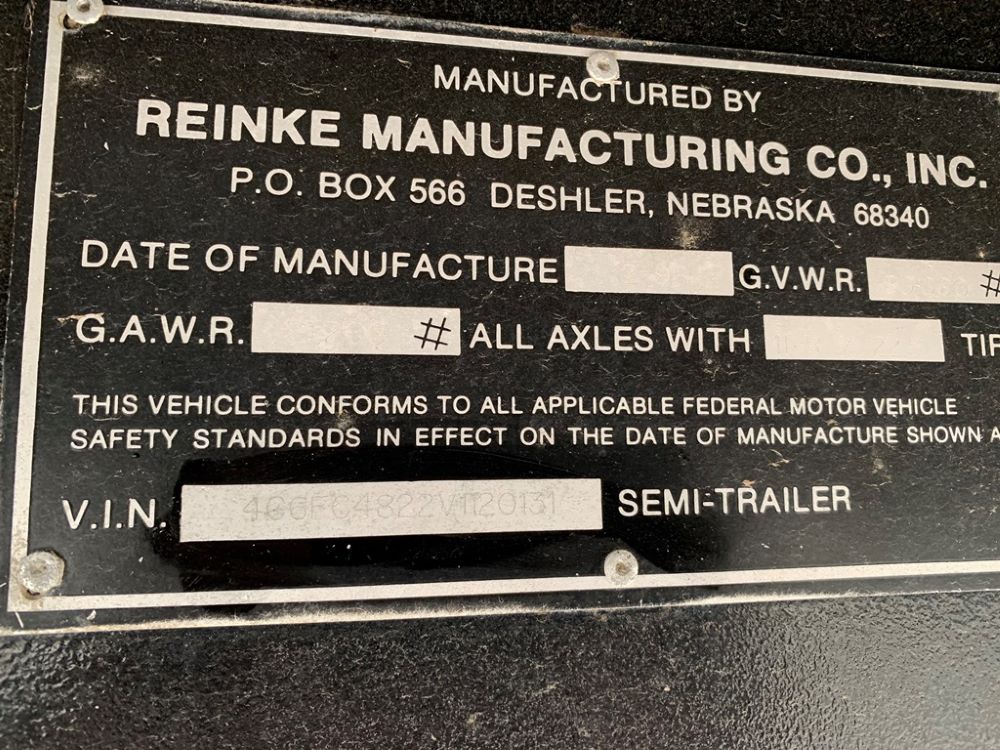 MANUFACTURED BY
REINKE MANUFACTURING CO., INC.
P.O. BOX 566 DESHLER, NEBRASKA 68340
DATE OF MANUFACTURE G.V.W.R. #
G.A.W.R. # ALL AXLES WITH TIR
THIS VEHICLE CONFORMS TO ALL APPLICABLE FEDERAL MOTOR VEHICLE
SAFETY STANDARDS IN EFFECT ON THE DATE OF MANUFACTURE SHOWN A
V.I.N. SEMI-TRAILER